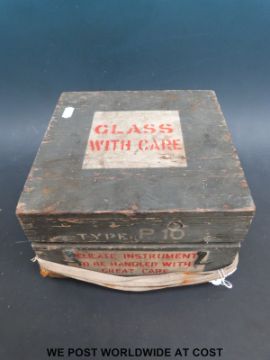 GLASS
WITH CARE
TYPE P10
DELICATE INSTRUMENT
TO BE HANDLED WITH
GREAT CARE
WE POST WORLDWIDE AT COST